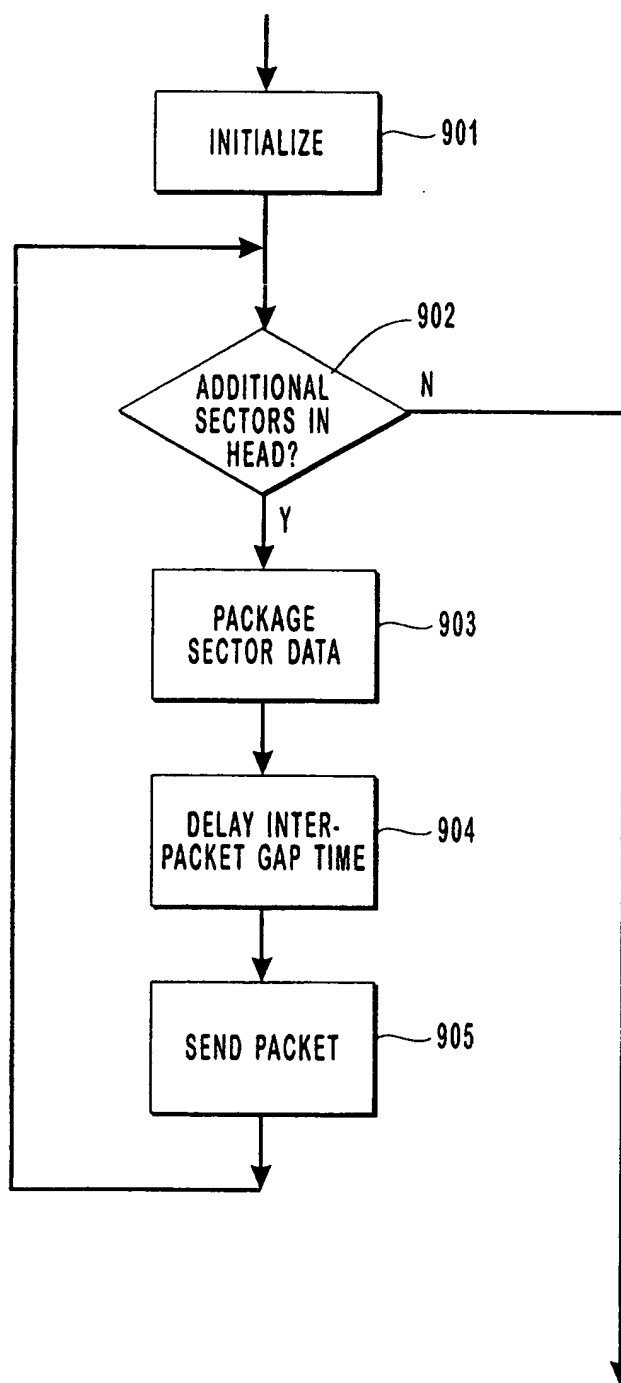 INITIALIZE
901
902
ADDITIONAL
SECTORS IN
HEAD?
N
Y
PACKAGE
SECTOR DATA
903
DELAY INTER-
PACKET GAP TIME
904
SEND PACKET
905